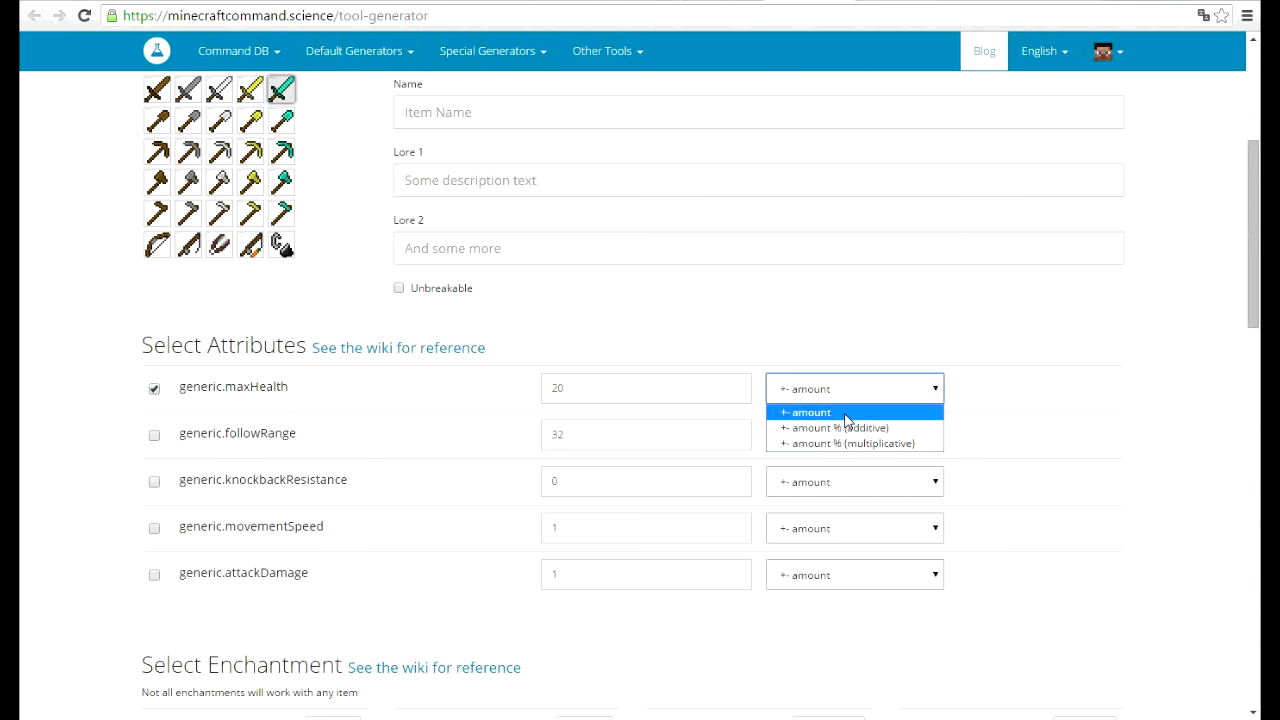 https://minecraftcommand.science/tool-generator
Command DB Default Generators Special Generators Other Tools Blog English
Name
Item Name
Lore 1
Some description text
Lore 2
And some more
Unbreakable
Select Attributes See the wiki for reference
generic.maxHealth 20 +- amount
+- amount
+- amount % (additive)
+- amount % (multiplicative)
generic.followRange 32
generic.knockbackResistance 0 +- amount
generic.movementSpeed 1 +- amount
generic.attackDamage 1 +- amount
Select Enchantment See the wiki for reference
Not all enchantments will work with any item